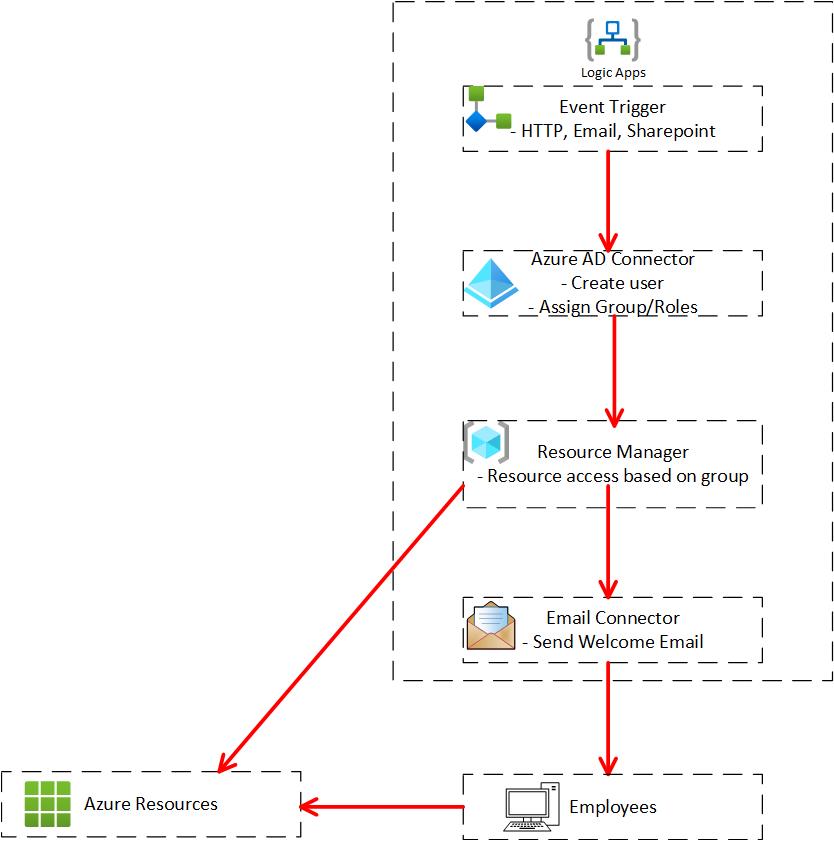 Logic Apps
Event Trigger
- HTTP, Email, Sharepoint
Azure AD Connector
- Create user
- Assign Group/Roles
Resource Manager
- Resource access based on group
Email Connector
- Send Welcome Email
Azure Resources
Employees